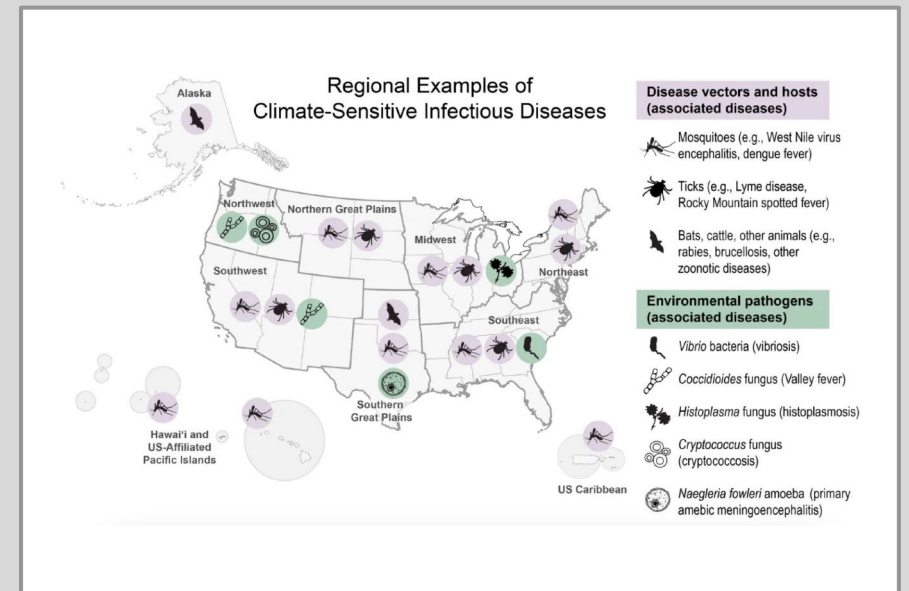 Regional Examples of
Climate-Sensitive Infectious Diseases
Alaska
Northwest
Northern Great Plains
Midwest
Northeast
Southwest
Southeast
Southern
Great Plains
Hawai‘i and
US-Affiliated
Pacific Islands
US Caribbean
Disease vectors and hosts
(associated diseases)
Mosquitoes (e.g., West Nile virus
encephalitis, dengue fever)
Ticks (e.g., Lyme disease,
Rocky Mountain spotted fever)
Bats, cattle, other animals (e.g.,
rabies, brucellosis, other
zoonotic diseases)
Environmental pathogens
(associated diseases)
Vibrio bacteria (vibriosis)
Coccidioides fungus (Valley fever)
Histoplasma fungus (histoplasmosis)
Cryptococcus fungus
(cryptococcosis)
Naegleria fowleri amoeba (primary
amebic meningoencephalitis)